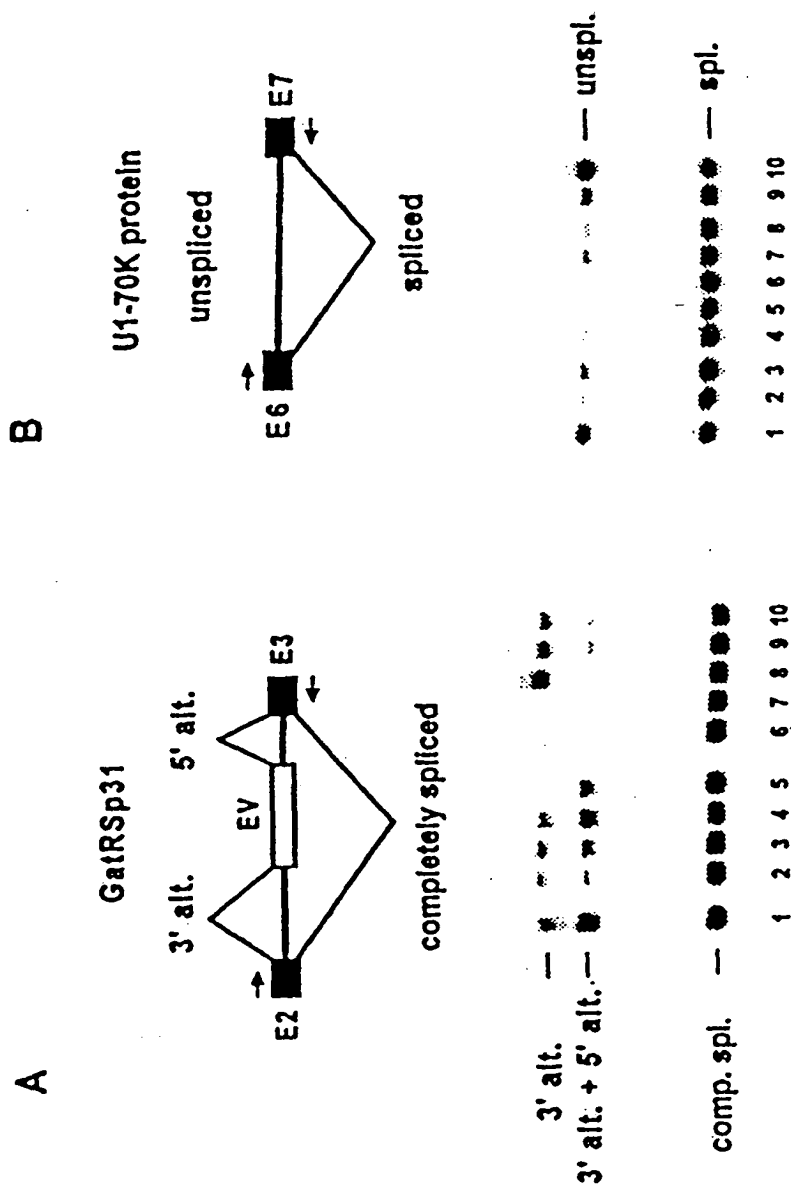 A
GatRSp31
3' alt.
5' alt.
EV
E2
E3
completely spliced
3' alt.
3' alt. + 5' alt.
comp. spl.
1 2 3 4 5 6 7 8 9 10
B
U1-70K protein
unspliced
E6
E7
spliced
unspl.
spl.
1 2 3 4 5 6 7 8 9 10